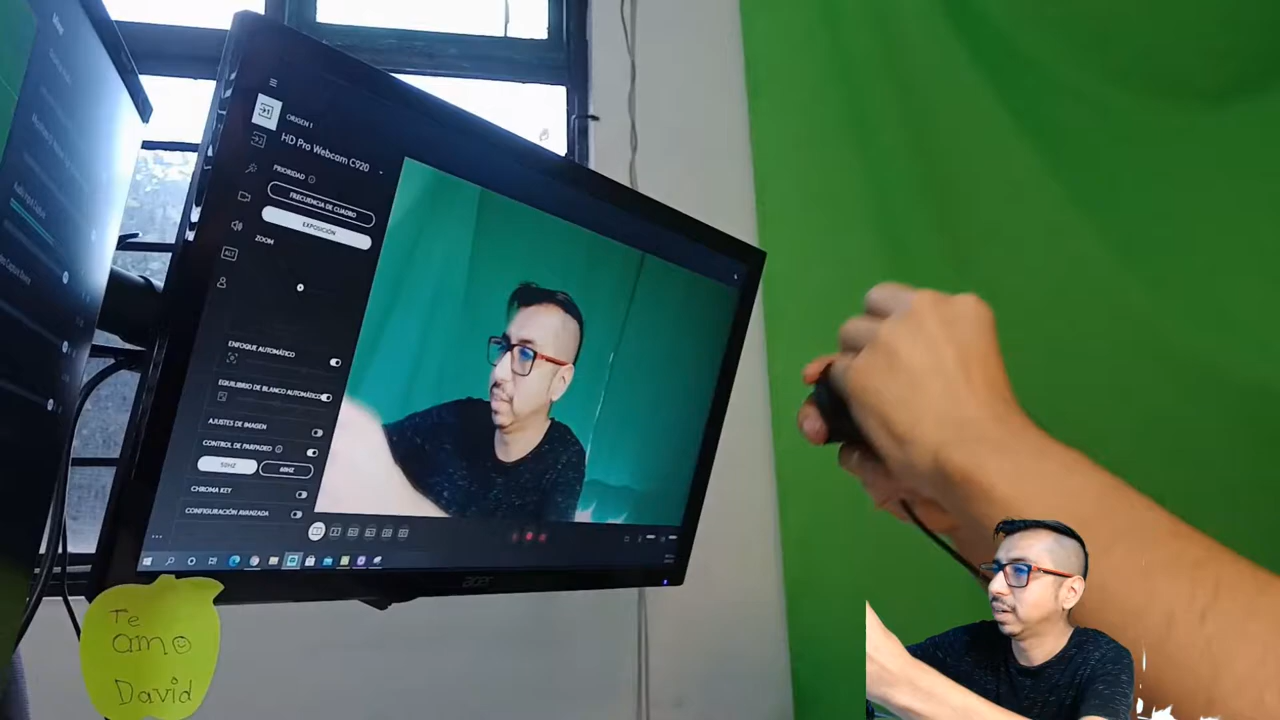 ORIGEN 1
HD Pro Webcam C920
PRIORIDAD
FRECUENCIA DE CUADRO
EXPOSICIÓN
ZOOM
ENFOQUE AUTOMÁTICO
EQUILIBRIO DE BLANCO AUTOMÁTICO
AJUSTES DE IMAGEN
CONTROL DE PARPADEO
50HZ
60HZ
CHROMA KEY
CONFIGURACIÓN AVANZADA
ALT
acer
Te
amo
David